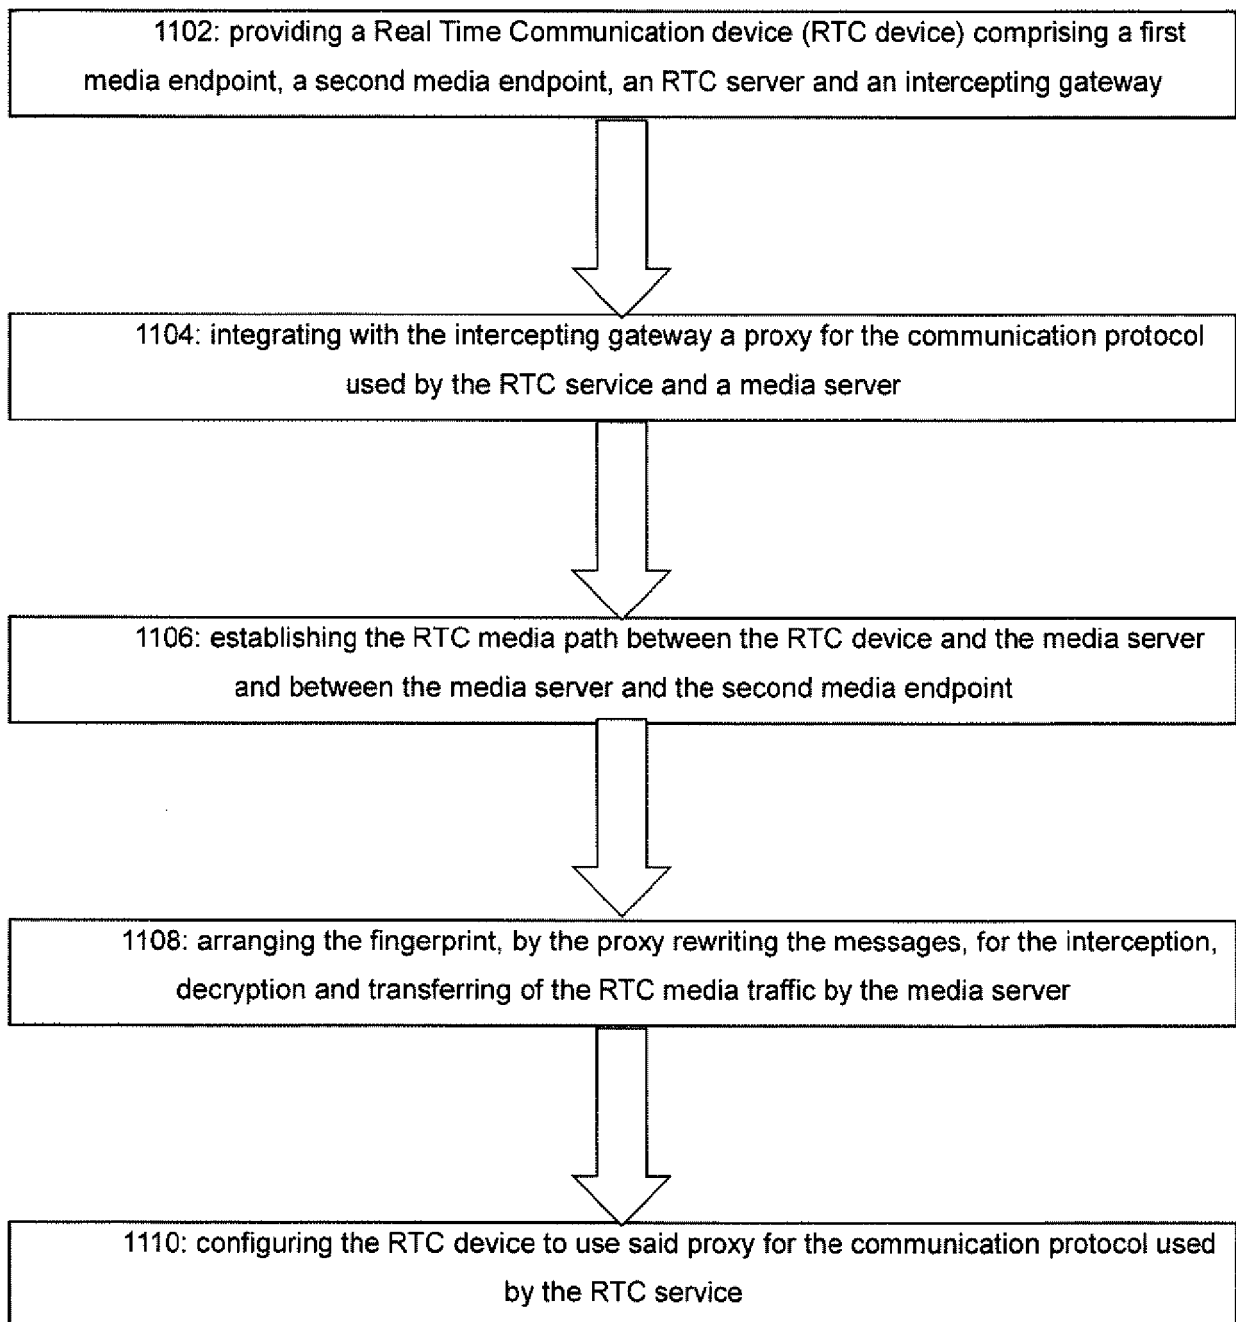 1102: providing a Real Time Communication device (RTC device) comprising a first
media endpoint, a second media endpoint, an RTC server and an intercepting gateway
1104: integrating with the intercepting gateway a proxy for the communication protocol
used by the RTC service and a media server
1106: establishing the RTC media path between the RTC device and the media server
and between the media server and the second media endpoint
1108: arranging the fingerprint, by the proxy rewriting the messages, for the interception,
decryption and transferring of the RTC media traffic by the media server
1110: configuring the RTC device to use said proxy for the communication protocol used
by the RTC service